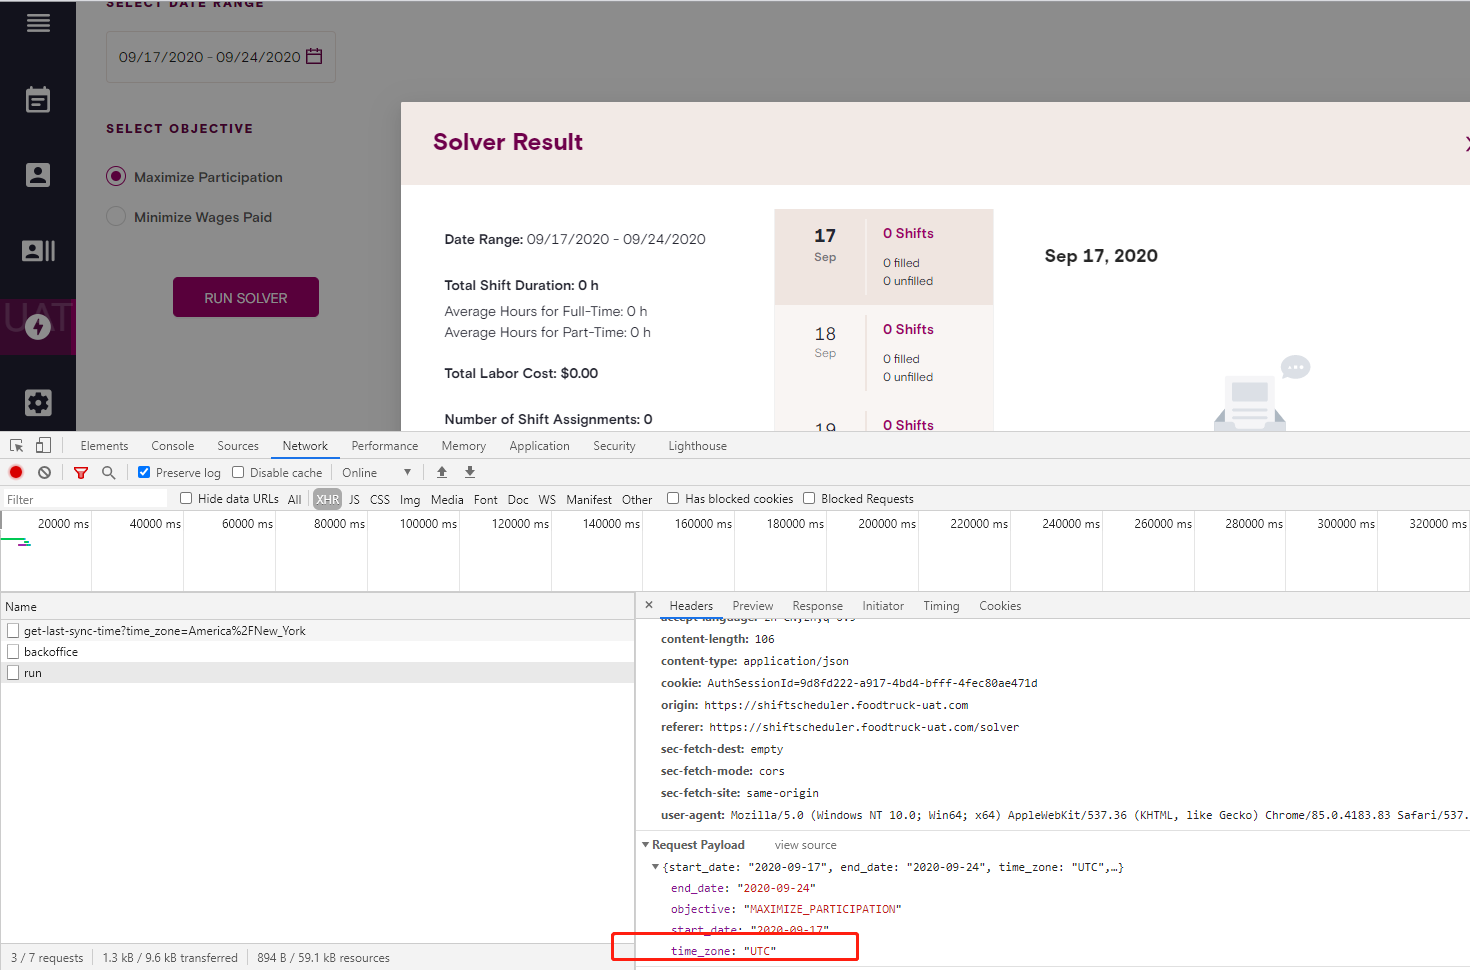 SELECT DATE RANGE
09/17/2020 - 09/24/2020
SELECT OBJECTIVE
Maximize Participation
Minimize Wages Paid
RUN SOLVER
UAT
Solver Result
Date Range: 09/17/2020 - 09/24/2020
Total Shift Duration: 0 h
Average Hours for Full-Time: 0 h
Average Hours for Part-Time: 0 h
Total Labor Cost: $0.00
Number of Shift Assignments: 0
17
Sep
0 Shifts
0 filled
0 unfilled
18
Sep
0 Shifts
0 filled
0 unfilled
19
0 Shifts
Sep 17, 2020
Elements Console Sources Network Performance Memory Application Security Lighthouse
Preserve log Disable cache Online
Filter Hide data URLs All XHR JS CSS Img Media Font Doc WS Manifest Other Has blocked cookies Blocked Requests
20000 ms 40000 ms 60000 ms 80000 ms 100000 ms 120000 ms 140000 ms 160000 ms 180000 ms 200000 ms 220000 ms 240000 ms 260000 ms 280000 ms 300000 ms 320000 ms
Name
get-last-sync-time?time_zone=America%2FNew_York
backoffice
run
3 / 7 requests 1.3 kB / 9.6 kB transferred 894 B / 59.1 kB resources
× Headers Preview Response Initiator Timing Cookies
accept-language:
content-length: 106
content-type: application/json
cookie: AuthSessionId=9d8fd222-a917-4bd4-bfff-4fec80ae471d
origin: https://shiftscheduler.foodtruck-uat.com
referer: https://shiftscheduler.foodtruck-uat.com/solver
sec-fetch-dest: empty
sec-fetch-mode: cors
sec-fetch-site: same-origin
user-agent: Mozilla/5.0 (Windows NT 10.0; Win64; x64) AppleWebKit/537.36 (KHTML, like Gecko) Chrome/85.0.4183.83 Safari/537.
Request Payload view source
{start_date: "2020-09-17", end_date: "2020-09-24", time_zone: "UTC",…}
end_date: "2020-09-24"
objective: "MAXIMIZE_PARTICIPATION"
start_date: "2020-09-17"
time_zone: "UTC"